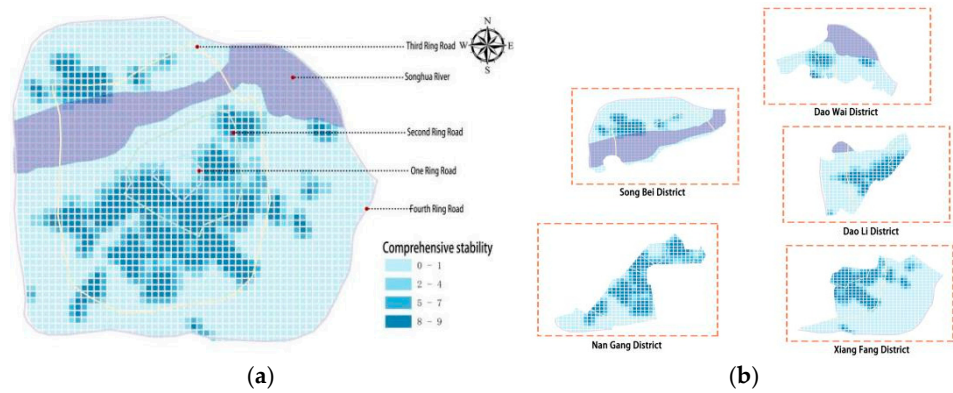 Third Ring Road
N
W
E
S
Songhua River
Second Ring Road
One Ring Road
Fourth Ring Road
Comprehensive stability
0 - 1
2 - 4
5 - 7
8 - 9
(a)
Dao Wai District
Song Bei District
Dao Li District
Nan Gang District
Xiang Fang District
(b)